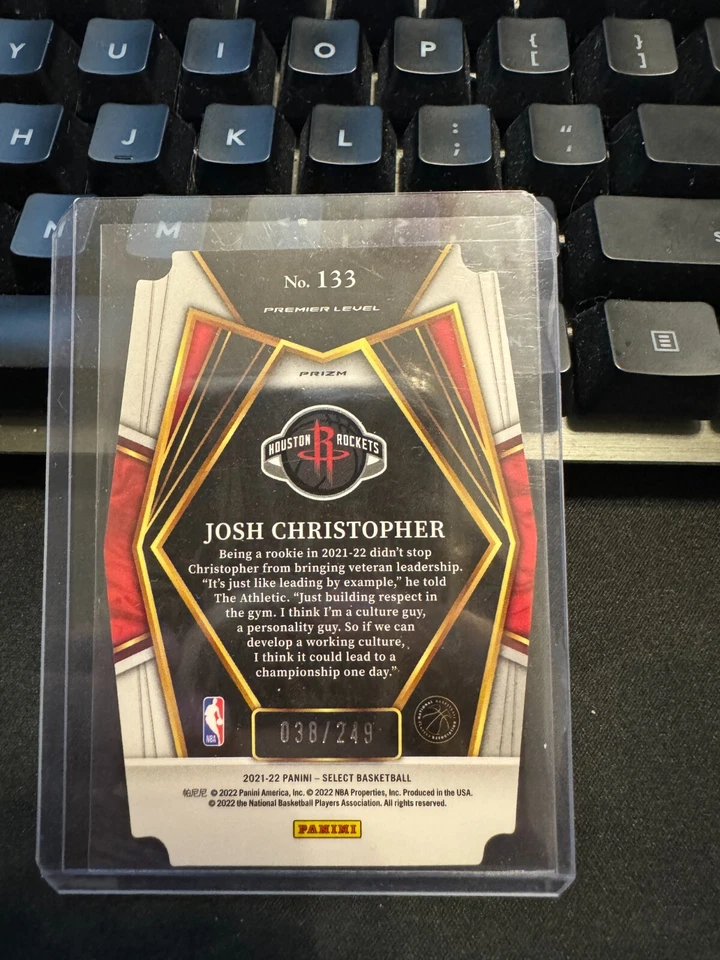 Y U I O P { [ } ]
H J K L : ; " '
N M
No. 133
PREMIER LEVEL
PRIZM
HOUSTON R ROCKETS
JOSH CHRISTOPHER
Being a rookie in 2021-22 didn't stop
Christopher from bringing veteran leadership.
"It's just like leading by example," he told
The Athletic. "Just building respect in
the gym. I think I'm a culture guy,
a personality guy. So if we can
develop a working culture,
I think it could lead to a
championship one day."
NBA
038/249
2021-22 PANINI – SELECT BASKETBALL
帕尼尼 © 2022 Panini America, Inc. © 2022 NBA Properties, Inc. Produced in the USA.
© 2022 the National Basketball Players Association. All rights reserved.
PANINI